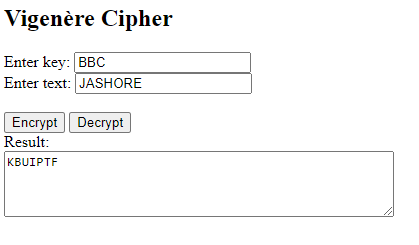 Vigenère Cipher
Enter key: BBC
Enter text: JASHORE
Encrypt Decrypt
Result:
KBUIPTF